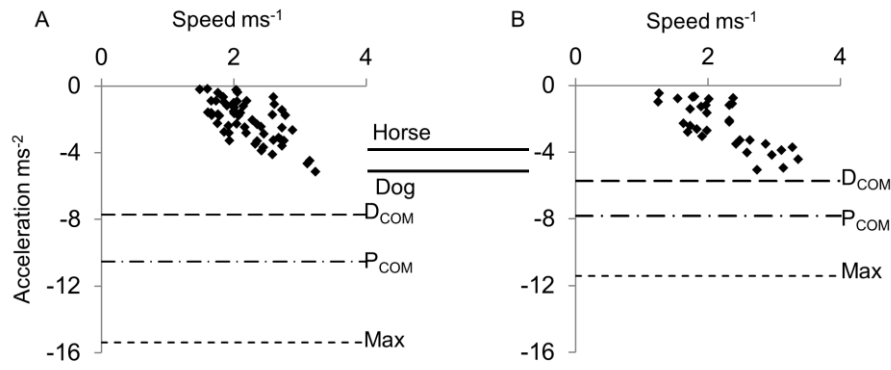 A
Speed ms-1
0 2 4
0
-4
-8
-12
-16
Acceleration ms-2
DCOM
PCOM
Max
Horse
Dog
B
Speed ms-1
0 2 4
0
-4
-8
-12
-16
DCOM
PCOM
Max